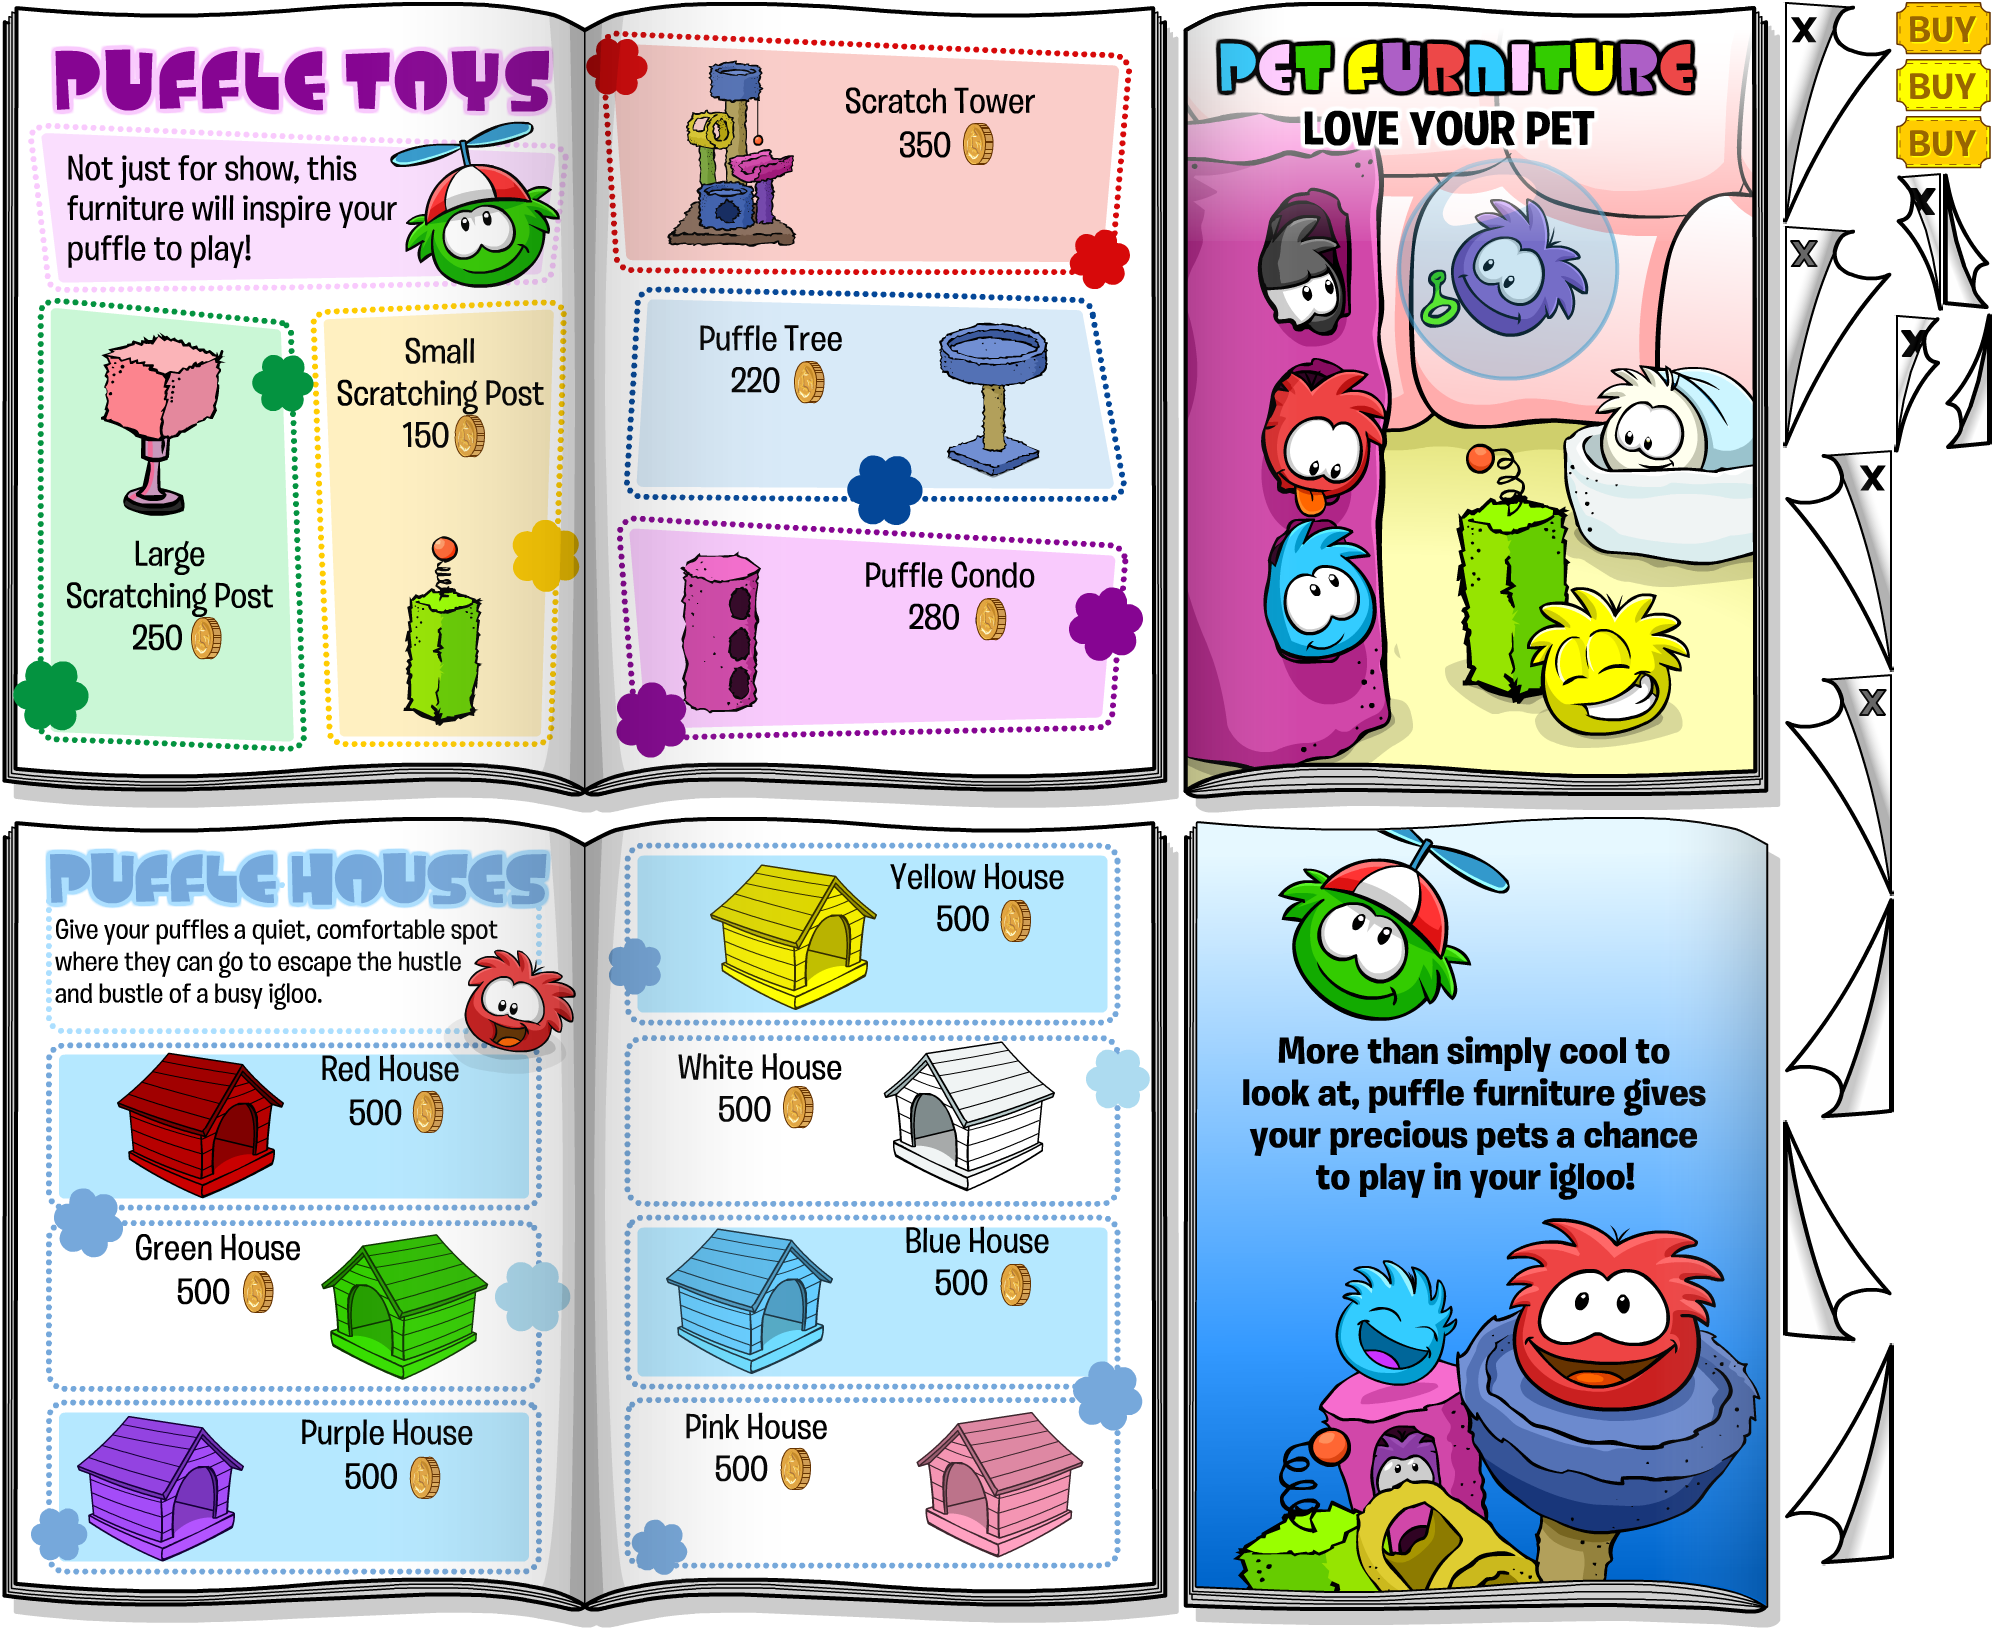 PUFFLE TOYS
Not just for show, this
furniture will inspire your
puffle to play!
Large
Scratching Post
250
Small
Scratching Post
150
Scratch Tower
350
Puffle Tree
220
Puffle Condo
280
PET FURNITURE
LOVE YOUR PET
X
BUY
BUY
BUY
X
X
X
X
X
PUFFLE HOUSES
Give your puffles a quiet, comfortable spot
where they can go to escape the hustle
and bustle of a busy igloo.
Red House
500
Green House
500
Purple House
500
Yellow House
500
White House
500
Blue House
500
Pink House
500
More than simply cool to
look at, puffle furniture gives
your precious pets a chance
to play in your igloo!